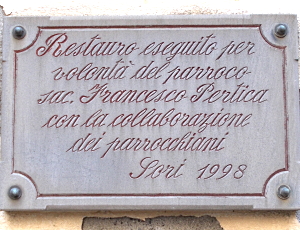 Restauro eseguito per
volontà del parroco
sac. Francesco Pertica
con la collaborazione
dei parrocchiani
Sori 1998